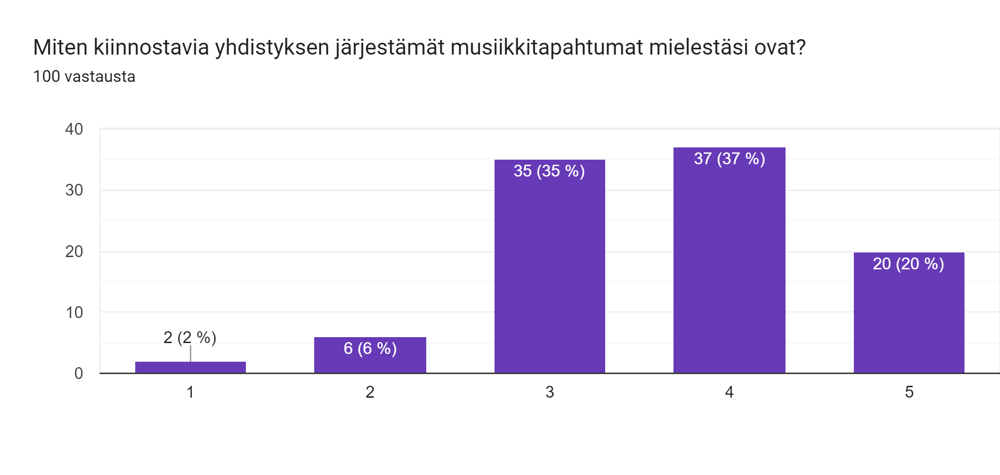 Miten kiinnostavia yhdistyksen järjestämät musiikkitapahtumat mielestäsi ovat?
100 vastausta
40
30
20
10
0
2 (2 %)
6 (6 %)
35 (35 %)
37 (37 %)
20 (20 %)
1
2
3
4
5